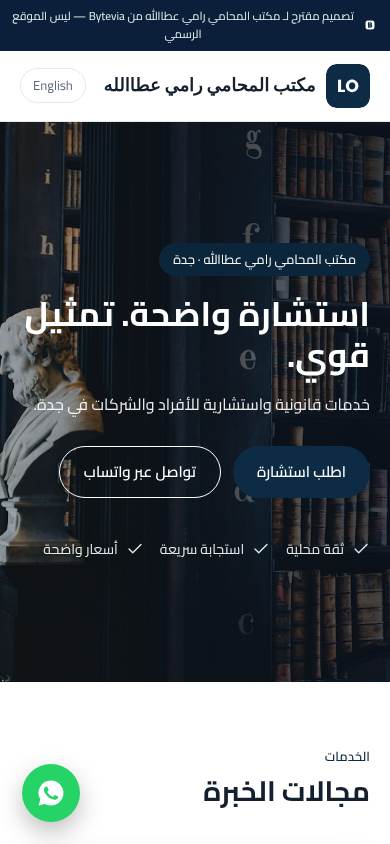 تصميم مقترح لـ مكتب المحامي رامي عطاالله من Bytevia — ليس الموقع
الرسمي
LO
مكتب المحامي رامي عطاالله
English
مكتب المحامي رامي عطاالله · جدة
استشارة واضحة. تمثيل
قوي.
خدمات قانونية واستشارية للأفراد والشركات في جدة.
اطلب استشارة
تواصل عبر واتساب
ثقة محلية
استجابة سريعة
أسعار واضحة
الخدمات
مجالات الخبرة
k
i
h
g
g
f
e
d
c